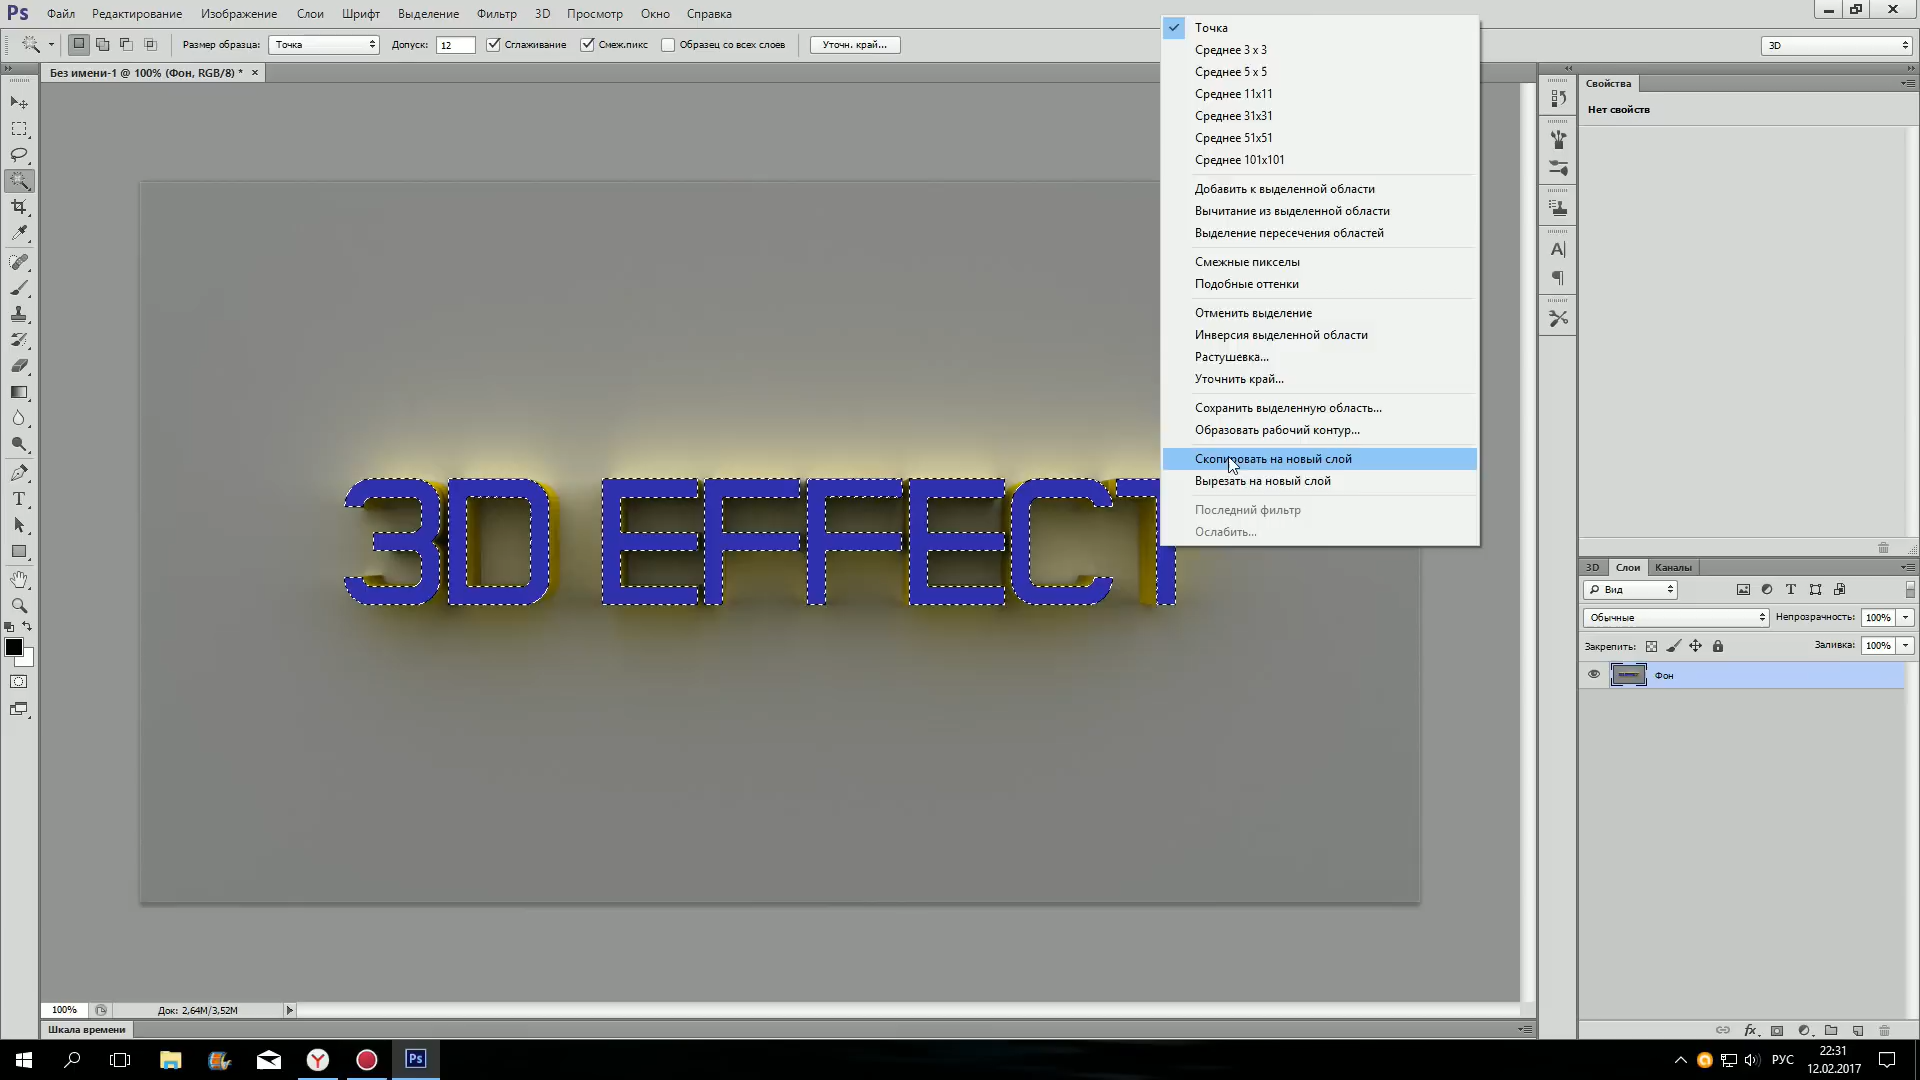 Ps Файл Редактирование Изображение Слои Шрифт Выделение Фильтр 3D Просмотр Окно Справка
Размер образца: Точка Допуск: 12 Сглаживание Смеж.пикс Образец со всех слоев Уточн. край... 3D
Без имени-1 @ 100% (Фон, RGB/8) * ×
Точка
Среднее 3 x 3
Среднее 5 x 5
Среднее 11x11
Среднее 31x31
Среднее 51x51
Среднее 101x101
Добавить к выделенной области
Вычитание из выделенной области
Выделение пересечения областей
Смежные пикселы
Подобные оттенки
Отменить выделение
Инверсия выделенной области
Растушевка...
Уточнить край...
Сохранить выделенную область...
Образовать рабочий контур...
Скопировать на новый слой
Вырезать на новый слой
Последний фильтр
Ослабить...
3D EFFECT
Свойства
Нет свойств
3D Слои Каналы
Вид
Обычные Непрозрачность: 100%
Закрепить: Заливка: 100%
Фон
100% Док: 2,64M/3,52M
Шкала времени
fx
Ps
РУС
22:31
12.02.2017